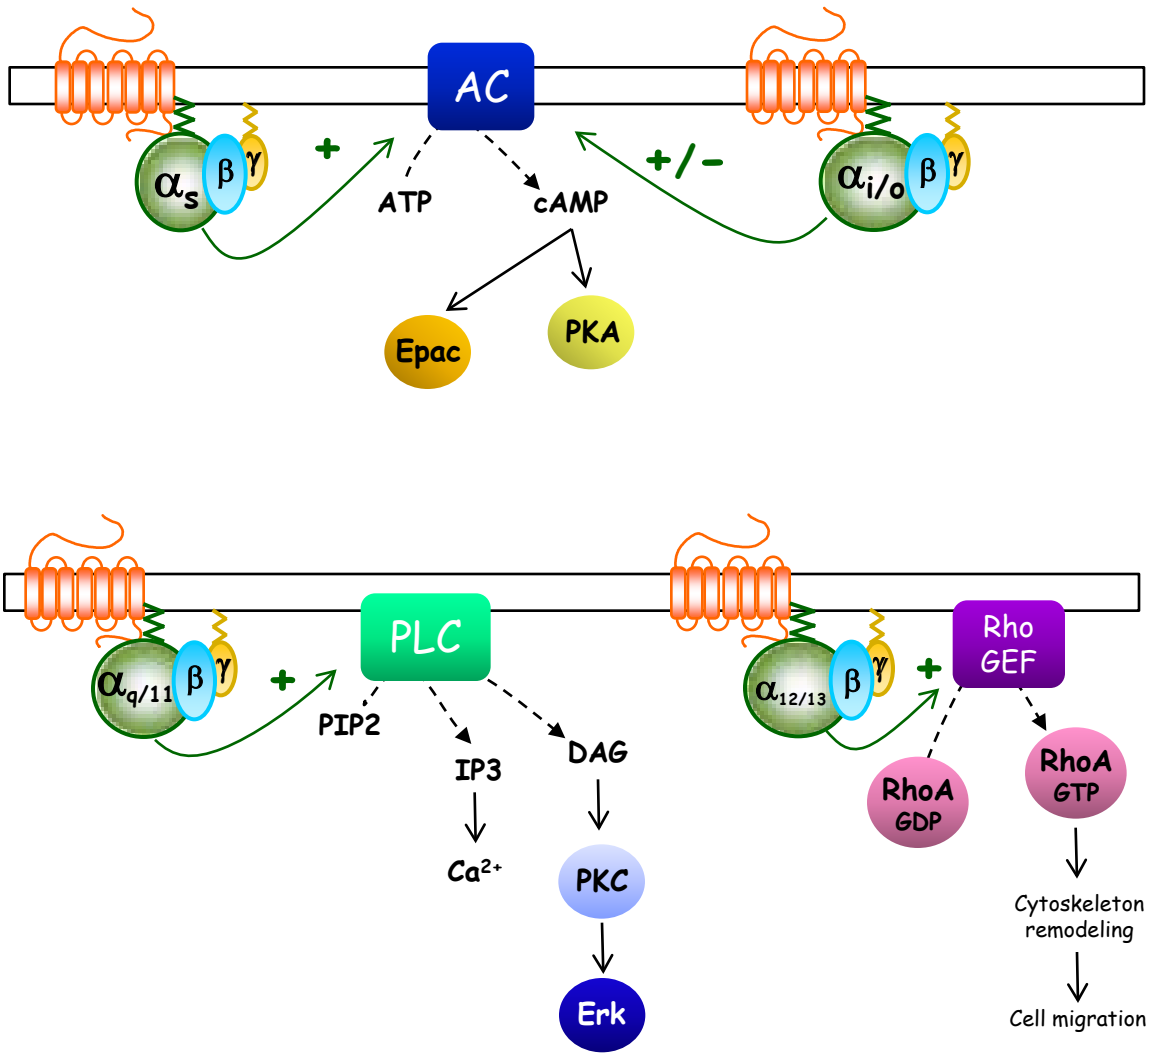 AC
αs
β
γ
+
ATP
cAMP
+/-
αi/o
β
γ
Epac
PKA
αq/11
β
γ
+
PLC
PIP2
IP3
DAG
Ca2+
PKC
Erk
α12/13
β
γ
+
Rho
GEF
RhoA
GDP
RhoA
GTP
Cytoskeleton
remodeling
Cell migration